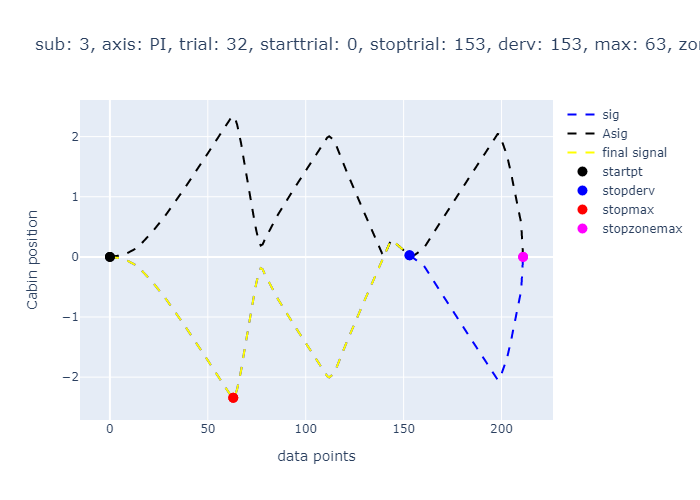 sub: 3, axis: PI, trial: 32, starttrial: 0, stoptrial: 153, derv: 153, max: 63,
sig
Asig
final signal
startpt
stopderv
stopmax
stopzonemax
Cabin position
2
1
0
−1
−2
0
50
100
150
200
data points